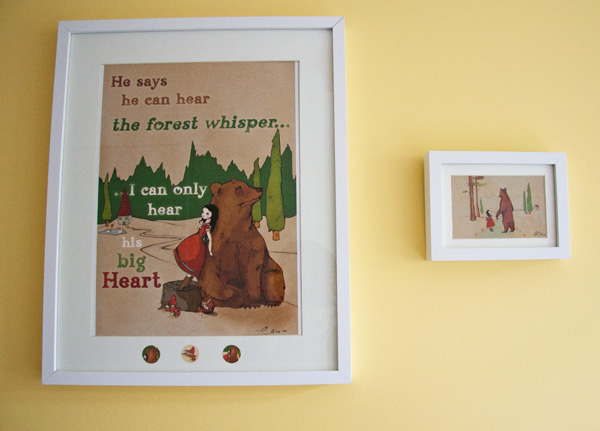 He says
he can hear
the forest whisper...
I can only
hear
his
big
Heart